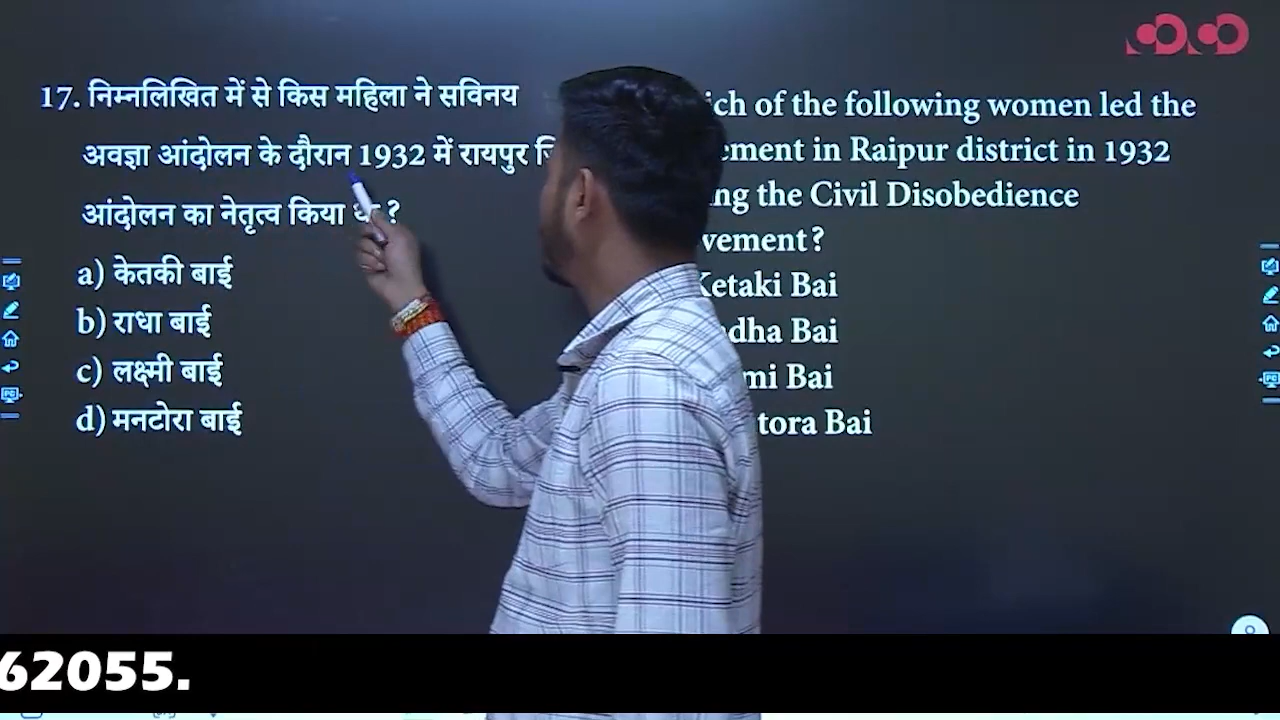 17. निम्नलिखित में से किस महिला ने सविनय
अवज्ञा आंदोलन के दौरान 1932 में रायपुर
आंदोलन का नेतृत्व किया ?
a) केतकी बाई
b) राधा बाई
c) लक्ष्मी बाई
d) मनटोरा बाई
ich of the following women led the
ement in Raipur district in 1932
ng the Civil Disobedience
vement?
Ketaki Bai
dha Bai
mi Bai
tora Bai
62055.